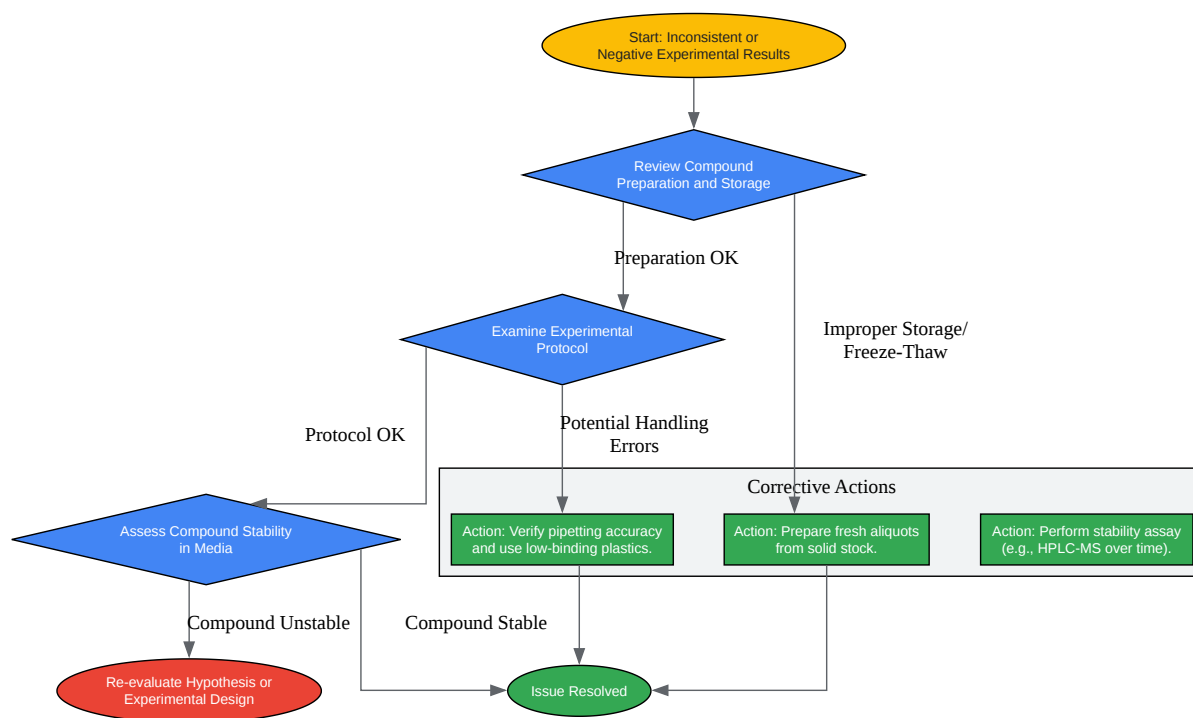 Start: Inconsistent or
Negative Experimental Results
Review Compound
Preparation and Storage
Preparation OK
Examine Experimental
Protocol
Improper Storage/
Freeze-Thaw
Protocol OK
Potential Handling
Errors
Corrective Actions
Assess Compound Stability
in Media
Action: Verify pipetting accuracy
and use low-binding plastics.
Action: Prepare fresh aliquots
from solid stock.
Action: Perform stability assay
(e.g., HPLC-MS over time).
Compound Unstable
Compound Stable
Re-evaluate Hypothesis or
Experimental Design
Issue Resolved